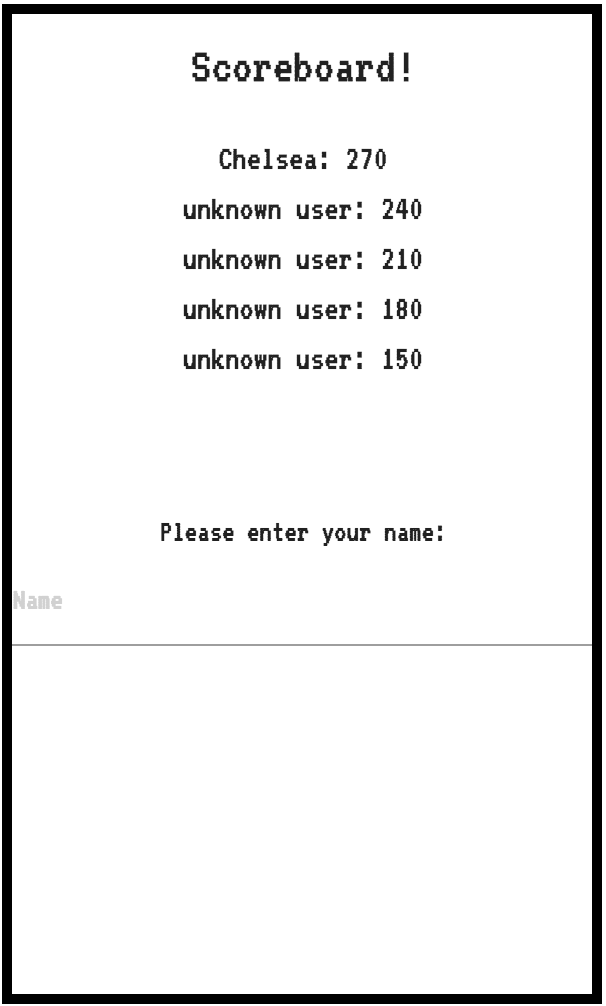 Scoreboard!
Chelsea: 270
unknown user: 240
unknown user: 210
unknown user: 180
unknown user: 150
Please enter your name:
Name